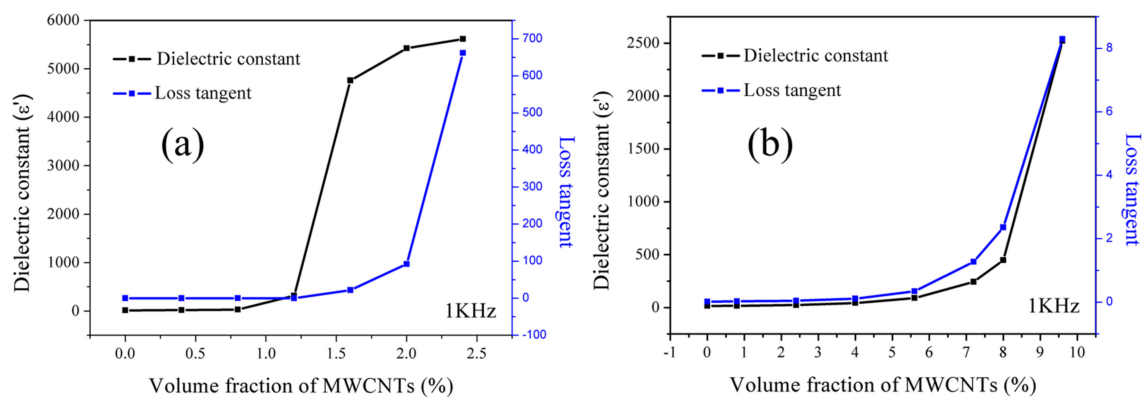 6000
5000
4000
3000
2000
1000
0
Dielectric constant (ε')
Dielectric constant
Loss tangent
(a)
1KHz
700
600
500
400
300
200
100
0
-100
Loss tangent
0.0 0.5 1.0 1.5 2.0 2.5
Volume fraction of MWCNTs (%)
2500
2000
1500
1000
500
0
Dielectric constant (ε')
Dielectric constant
Loss tangent
(b)
1KHz
8
6
4
2
0
Loss tangent
-1 0 1 2 3 4 5 6 7 8 9 10
Volume fraction of MWCNTs (%)